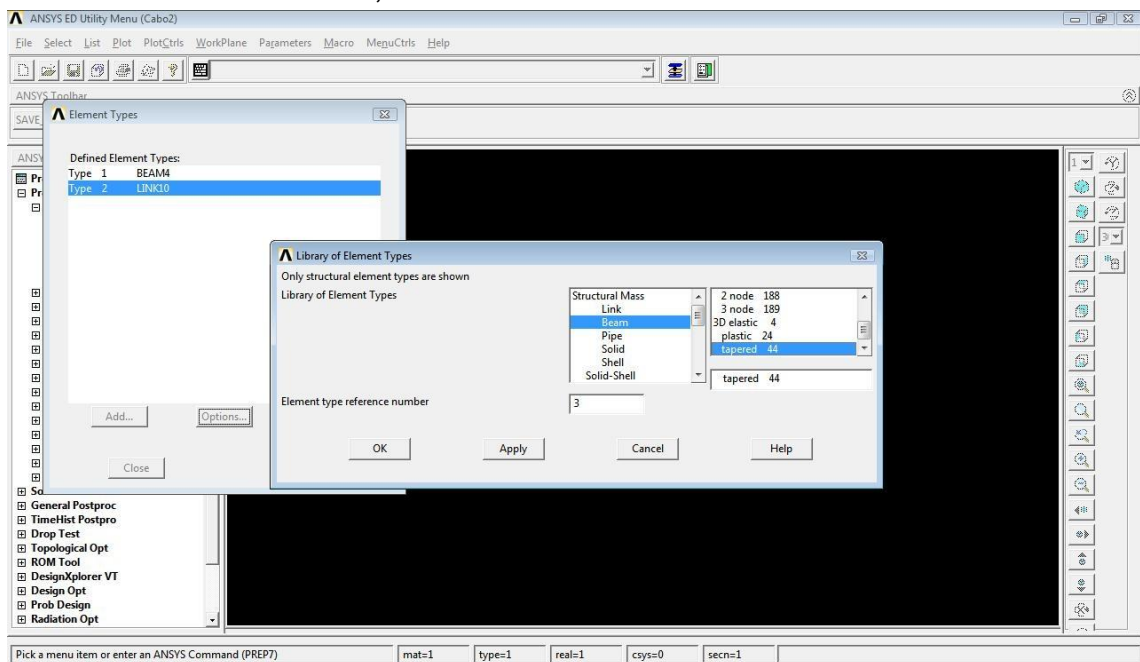 ANSYS ED Utility Menu (Cabo2)
File Select List Plot PlotCtrls WorkPlane Parameters Macro MenuCtrls Help
ANSYS Toolbar
SAVE
ANSY
Element Types
Defined Element Types:
Type 1 BEAM4
Type 2 LINK10
Add... Options...
Close
Library of Element Types
Only structural element types are shown
Library of Element Types
Structural Mass
Link
Beam
Pipe
Solid
Shell
Solid-Shell
2 node 188
3 node 189
3D elastic 4
plastic 24
tapered 44
tapered 44
Element type reference number 3
OK Apply Cancel Help
Pr
Pr
So
General Postproc
TimeHist Postpro
Drop Test
Topological Opt
ROM Tool
DesignXplorer VT
Design Opt
Prob Design
Radiation Opt
1
3
Pick a menu item or enter an ANSYS Command (PREP7) mat=1 type=1 real=1 csys=0 secn=1